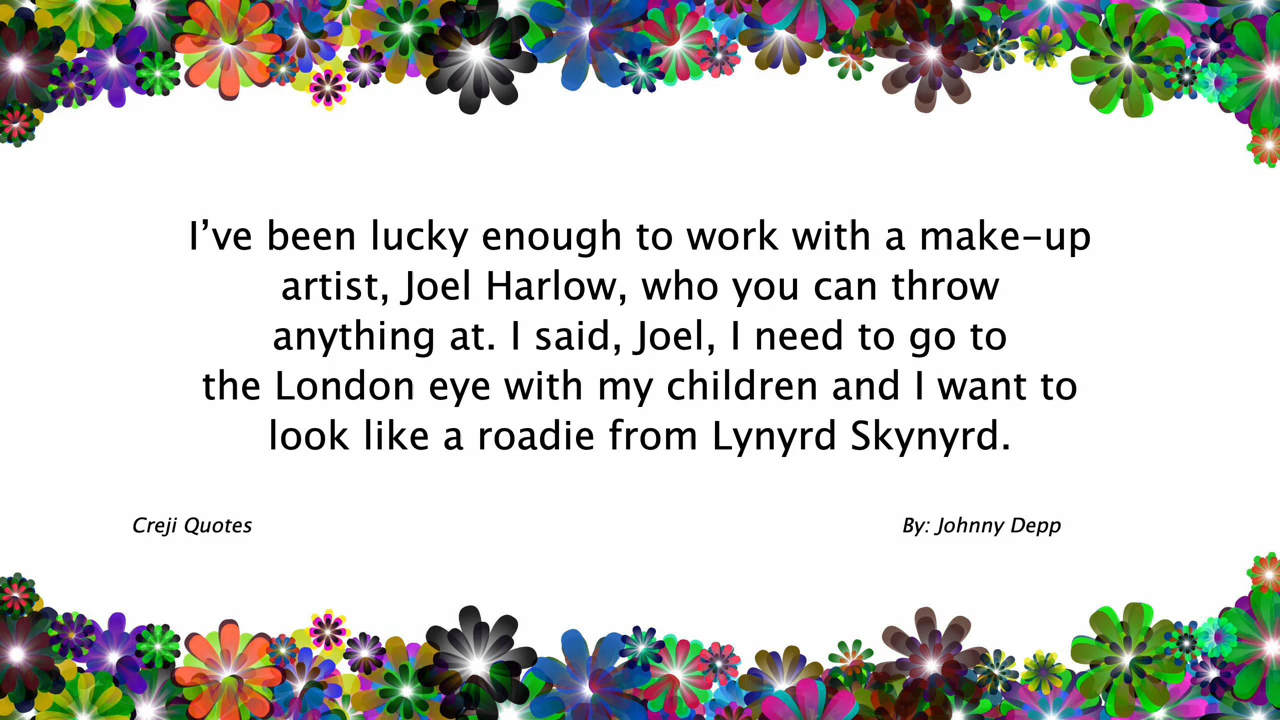 I’ve been lucky enough to work with a make-up
artist, Joel Harlow, who you can throw
anything at. I said, Joel, I need to go to
the London eye with my children and I want to
look like a roadie from Lynyrd Skynyrd.
Creji Quotes
By: Johnny Depp